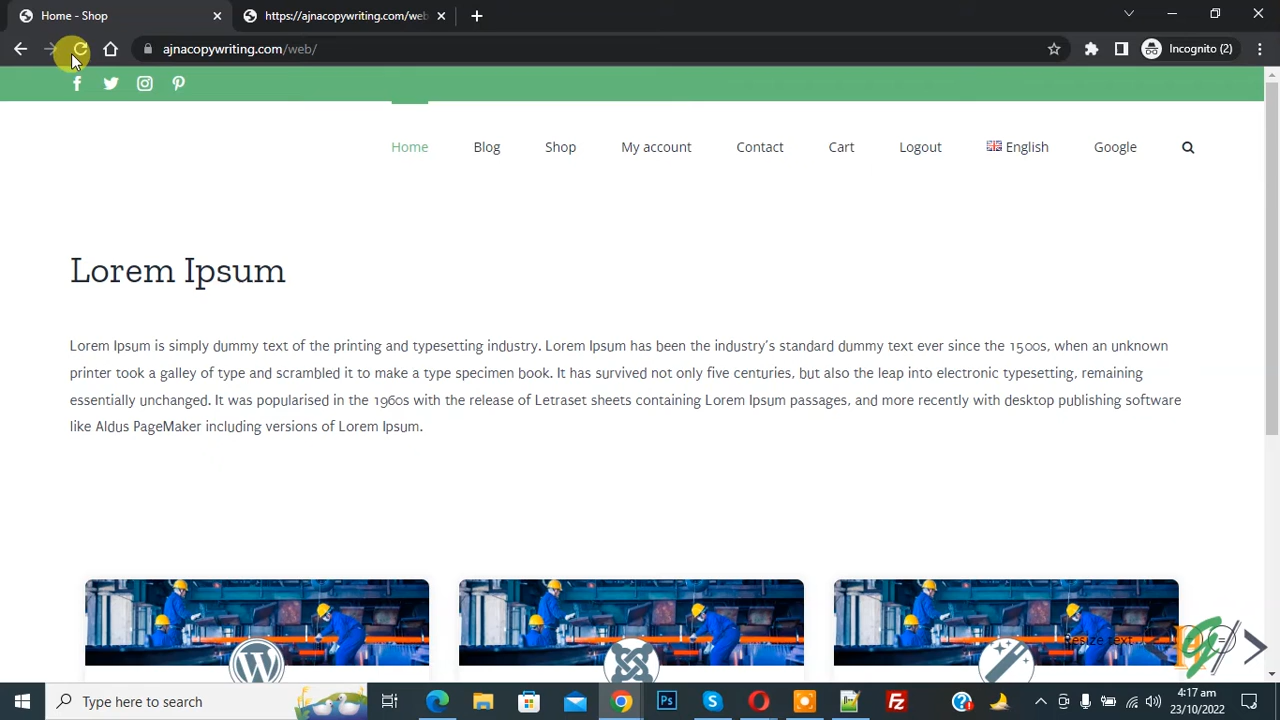 Home - Shop
https://ajnacopywriting.com/web
ajnacopywriting.com/web/
Incognito (2)
Home
Blog
Shop
My account
Contact
Cart
Logout
English
Google
Lorem Ipsum
Lorem Ipsum is simply dummy text of the printing and typesetting industry. Lorem Ipsum has been the industry’s standard dummy text ever since the 1500s, when an unknown
printer took a galley of type and scrambled it to make a type specimen book. It has survived not only five centuries, but also the leap into electronic typesetting, remaining
essentially unchanged. It was popularised in the 1960s with the release of Letraset sheets containing Lorem Ipsum passages, and more recently with desktop publishing software
like Aldus PageMaker including versions of Lorem Ipsum.
Resize text...
Type here to search
Ps
Fz
4:17 am
23/10/2022